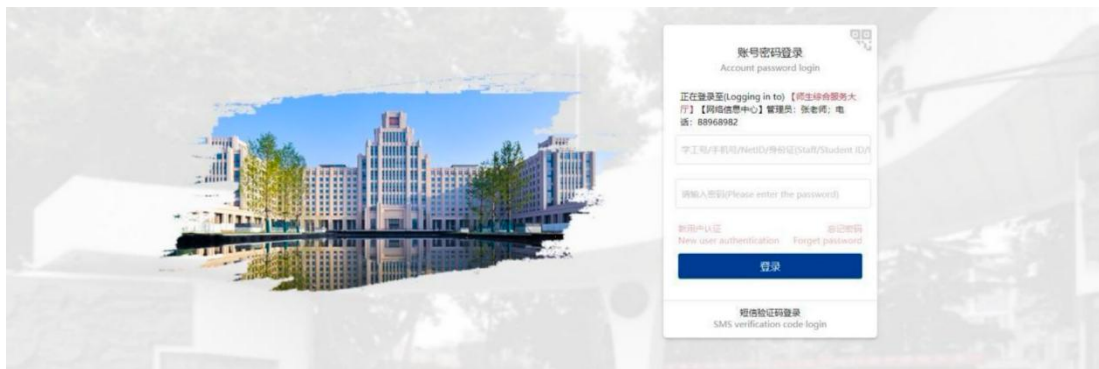 账号密码登录
Account password login
正在登录至(Logging in to)【师生综合服务大
厅】【网络信息中心】管理员：张老师；电
话：88968982
学工号/手机号/NetID/身份证(Staff/Student ID/
请输入密码(Please enter the password)
新用户认证 忘记密码
New user authentication Forget password
登录
短信验证码登录
SMS verification code login